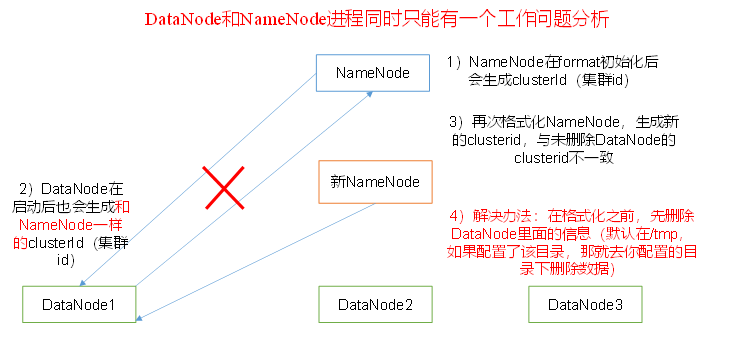 DataNode和NameNode进程同时只能有一个工作问题分析
NameNode
1）NameNode在format初始化后
会生成clusterId（集群id）
3）再次格式化NameNode，生成新
的clusterid，与未删除DataNode的
clusterid不一致
新NameNode
2）DataNode在
启动后也会生成和
NameNode一样
的clusterId（集群
id）
4）解决办法：在格式化之前，先删除
DataNode里面的信息（默认在/tmp，
如果配置了该目录，那就去你配置的目
录下删除数据）
DataNode1
DataNode2
DataNode3